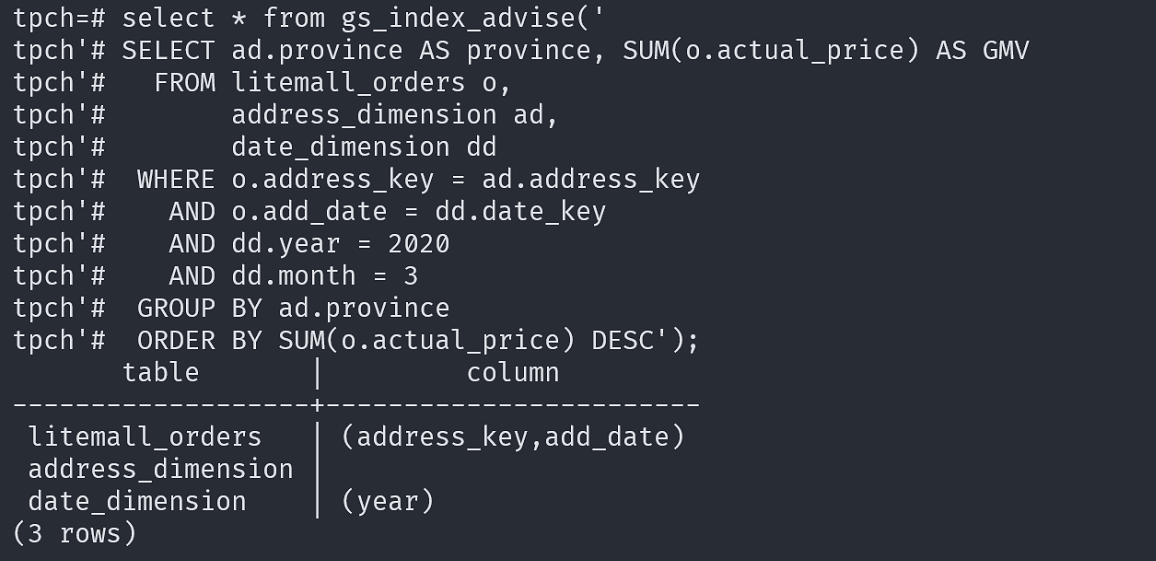 tpch=# select * from gs_index_advise('
tpch'# SELECT ad.province AS province, SUM(o.actual_price) AS GMV
tpch'#   FROM litemall_orders o,
tpch'#        address_dimension ad,
tpch'#        date_dimension dd
tpch'#  WHERE o.address_key = ad.address_key
tpch'#    AND o.add_date = dd.date_key
tpch'#    AND dd.year = 2020
tpch'#    AND dd.month = 3
tpch'#  GROUP BY ad.province
tpch'#  ORDER BY SUM(o.actual_price) DESC');
       table       |         column
-------------------+------------------------
 litemall_orders   | (address_key,add_date)
 address_dimension |
 date_dimension    | (year)
(3 rows)